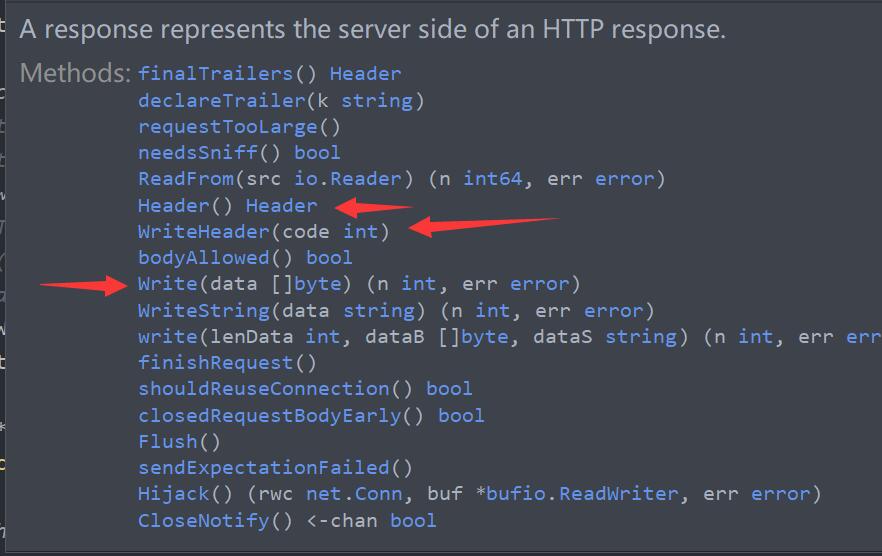 A response represents the server side of an HTTP response.
Methods: finalTrailers() Header
declareTrailer(k string)
requestTooLarge()
needsSniff() bool
ReadFrom(src io.Reader) (n int64, err error)
Header() Header
WriteHeader(code int)
bodyAllowed() bool
Write(data []byte) (n int, err error)
WriteString(data string) (n int, err error)
write(lenData int, dataB []byte, dataS string) (n int, err err
finishRequest()
shouldReuseConnection() bool
closedRequestBodyEarly() bool
Flush()
sendExpectationFailed()
Hijack() (rwc net.Conn, buf *bufio.ReadWriter, err error)
CloseNotify() <-chan bool